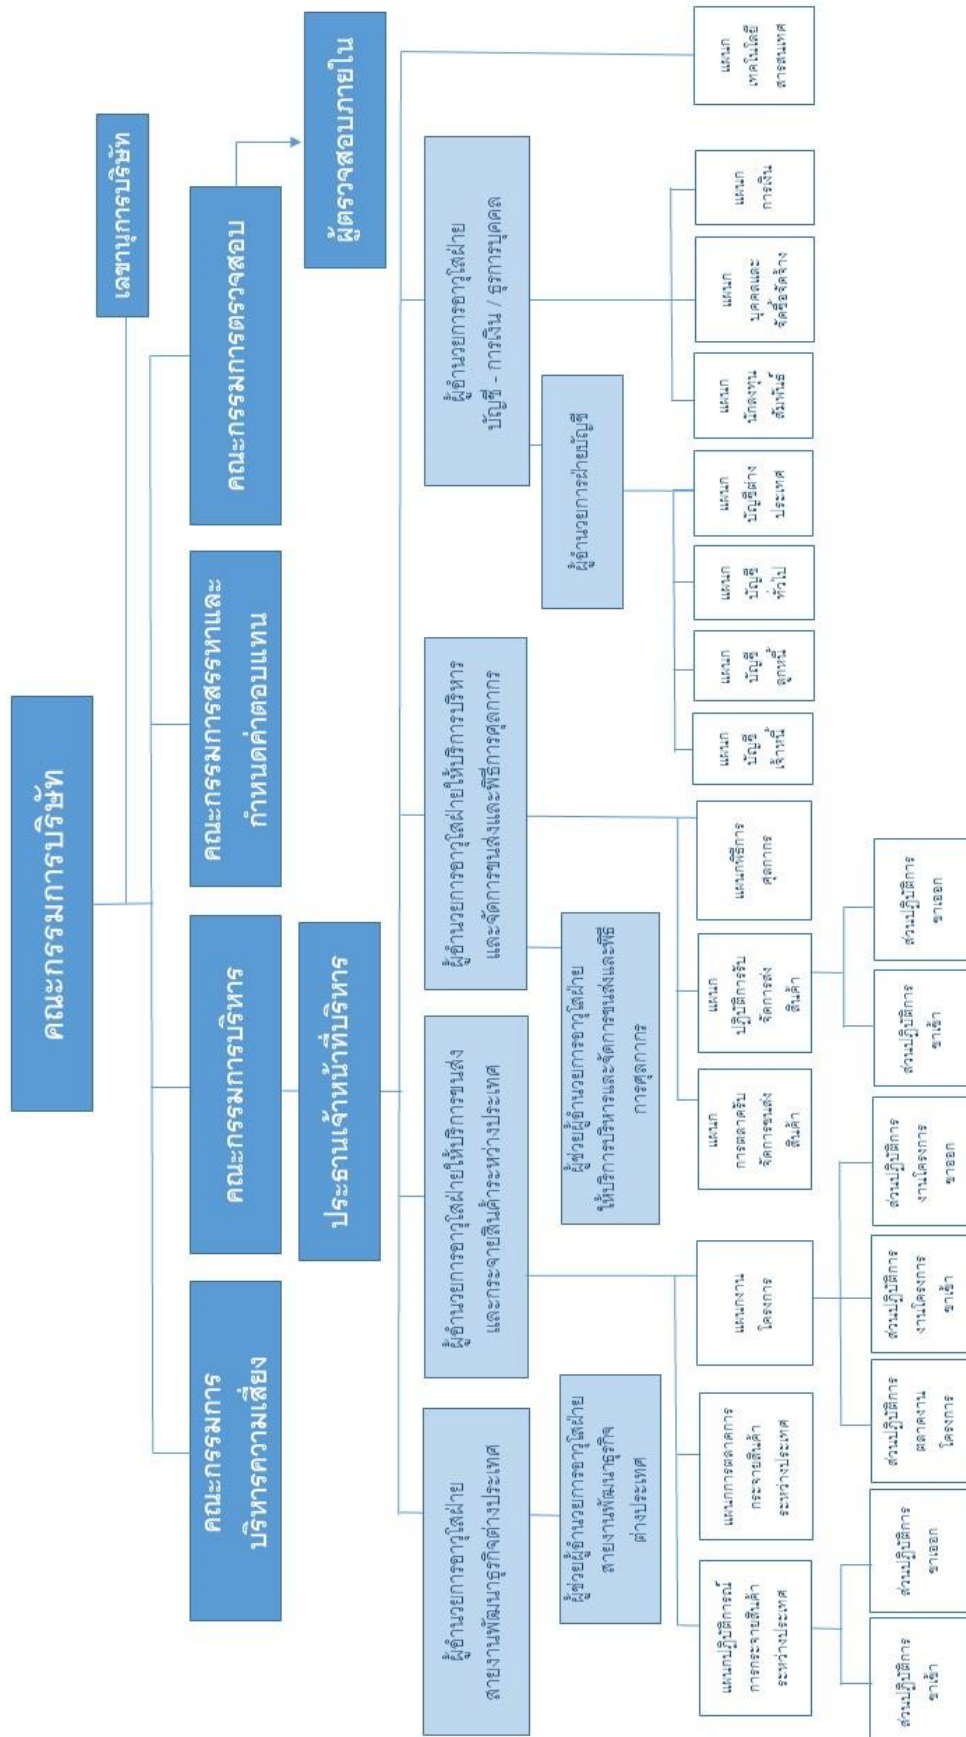 คณะกรรมการบริษัท
เลขานุการบริษัท
คณะกรรมการ
บริหารความเสี่ยง
คณะกรรมการบริหาร
คณะกรรมการสรรหาและ
กำหนดค่าตอบแทน
คณะกรรมการตรวจสอบ
ประธานเจ้าหน้าที่บริหาร
ผู้ตรวจสอบภายใน
ผู้อำนวยการอาวุโสฝ่าย
สายงานพัฒนาธุรกิจต่างประเทศ
ผู้อำนวยการอาวุโสฝ่ายให้บริการขนส่ง
และกระจายสินค้าระหว่างประเทศ
ผู้อำนวยการอาวุโสฝ่ายให้บริการบริหาร
และจัดการขนส่งและพิธีการศุลกากร
ผู้อำนวยการอาวุโสฝ่าย
บัญชี - การเงิน / ธุรการบุคคล
ผู้ช่วยผู้อำนวยการอาวุโสฝ่าย
สายงานพัฒนาธุรกิจ
ต่างประเทศ
ผู้ช่วยผู้อำนวยการอาวุโสฝ่าย
ให้บริการบริหารและจัดการขนส่งและพิธี
การศุลกากร
ผู้อำนวยการฝ่ายบัญชี
แผนกปฏิบัติการณ์
การกระจายสินค้า
ระหว่างประเทศ
แผนกการตลาดการ
กระจายสินค้า
ระหว่างประเทศ
แผนกงาน
โครงการ
แผนก
การตลาดรับ
จัดการขนส่ง
สินค้า
แผนก
ปฏิบัติการรับ
จัดการส่ง
สินค้า
แผนกพิธีการ
ศุลกากร
แผนก
บัญชี
เจ้าหนี้
แผนก
บัญชี
ลูกหนี้
แผนก
บัญชี
ทั่วไป
แผนก
บัญชีต่าง
ประเทศ
แผนก
นักลงทุน
สัมพันธ์
แผนก
บุคคลและ
จัดซื้อจัดจ้าง
แผนก
การเงิน
แผนก
เทคโนโลยี
สารสนเทศ
ส่วนปฏิบัติการ
ขาเข้า
ส่วนปฏิบัติการ
ขาเออก
ส่วนปฏิบัติการ
ตลาดงาน
โครงการ
ส่วนปฏิบัติการ
งานโครงการ
ขาเข้า
ส่วนปฏิบัติการ
งานโครงการ
ขาออก
ส่วนปฏิบัติการ
ขาเข้า
ส่วนปฏิบัติการ
ขาเออก